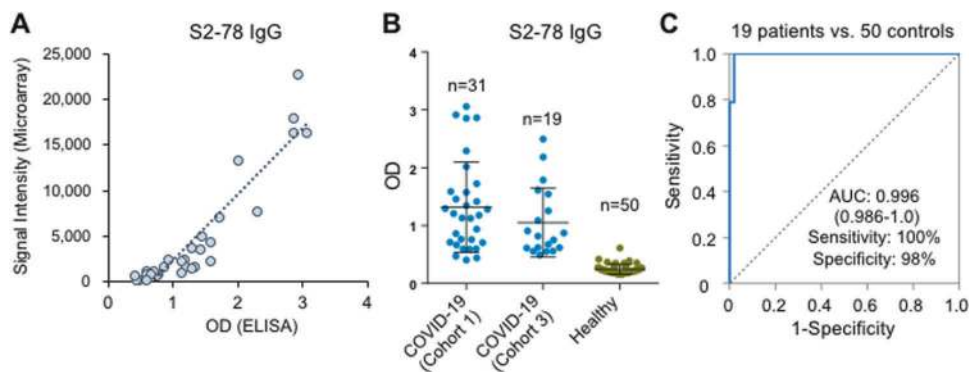 A
S2-78 IgG
Signal Intensity (Microarray)
25,000
20,000
15,000
10,000
5,000
0
0
1
2
3
4
OD (ELISA)
B
S2-78 IgG
OD
4
3
2
1
0
n=31
n=19
n=50
COVID-19
(Cohort 1)
COVID-19
(Cohort 3)
Healthy
C
19 patients vs. 50 controls
Sensitivity
1.0
0.8
0.6
0.4
0.2
0.0
AUC: 0.996
(0.986-1.0)
Sensitivity: 100%
Specificity: 98%
0.0
0.2
0.4
0.6
0.8
1.0
1-Specificity